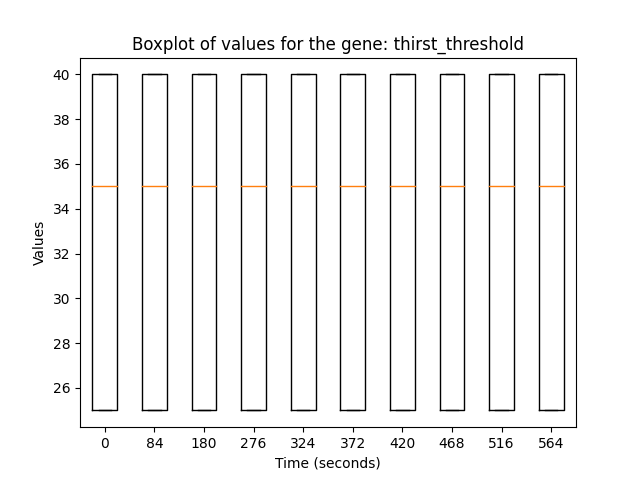 Boxplot of values for the gene: thirst_threshold
40
38
36
34
32
30
28
26
Values
0 84 180 276 324 372 420 468 516 564
Time (seconds)